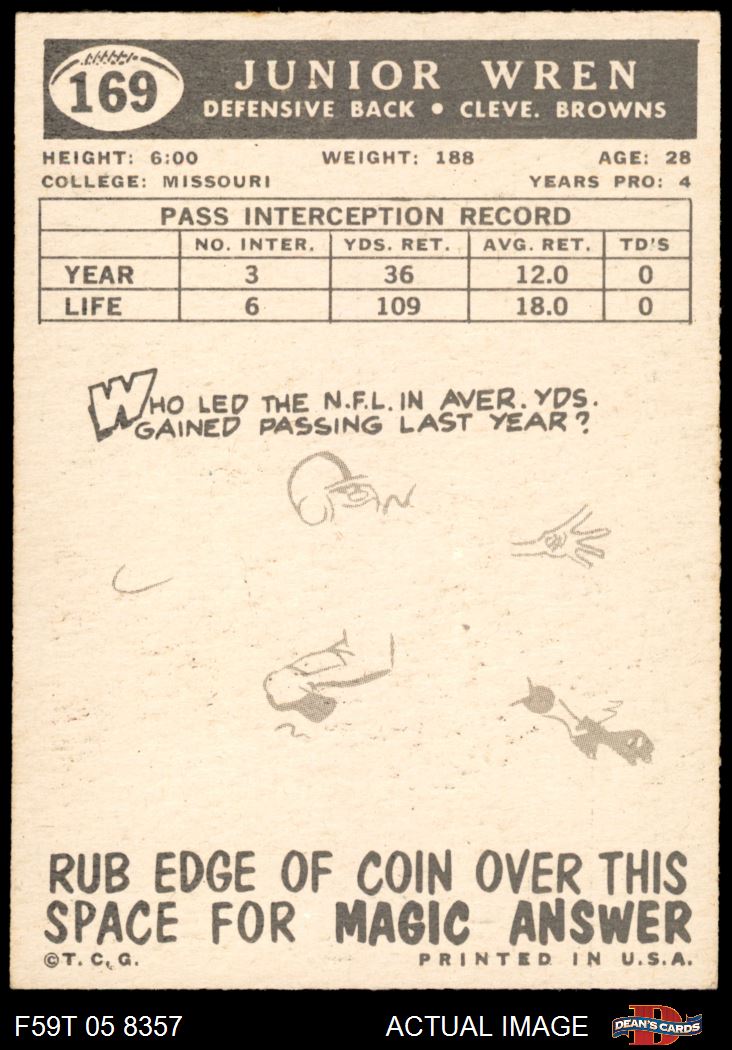 169
JUNIOR WREN
DEFENSIVE BACK • CLEVE. BROWNS
HEIGHT: 6:00 WEIGHT: 188 AGE: 28
COLLEGE: MISSOURI YEARS PRO: 4
PASS INTERCEPTION RECORD
NO. INTER. YDS. RET. AVG. RET. TD'S
YEAR 3 36 12.0 0
LIFE 6 109 18.0 0
WHO LED THE N.F.L. IN AVER. YDS.
GAINED PASSING LAST YEAR?
RUB EDGE OF COIN OVER THIS
SPACE FOR MAGIC ANSWER
©T. C. G. PRINTED IN U.S.A.
F59T 05 8357 ACTUAL IMAGE DEAN'S CARDS